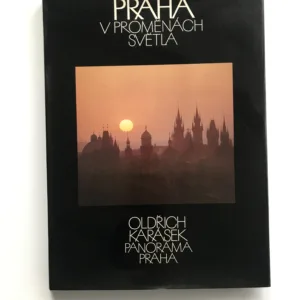 PRAHA
V PROMĚNÁCH
SVĚTLA
OLDŘICH
KARÁSEK
PANORAMA
PRAHA